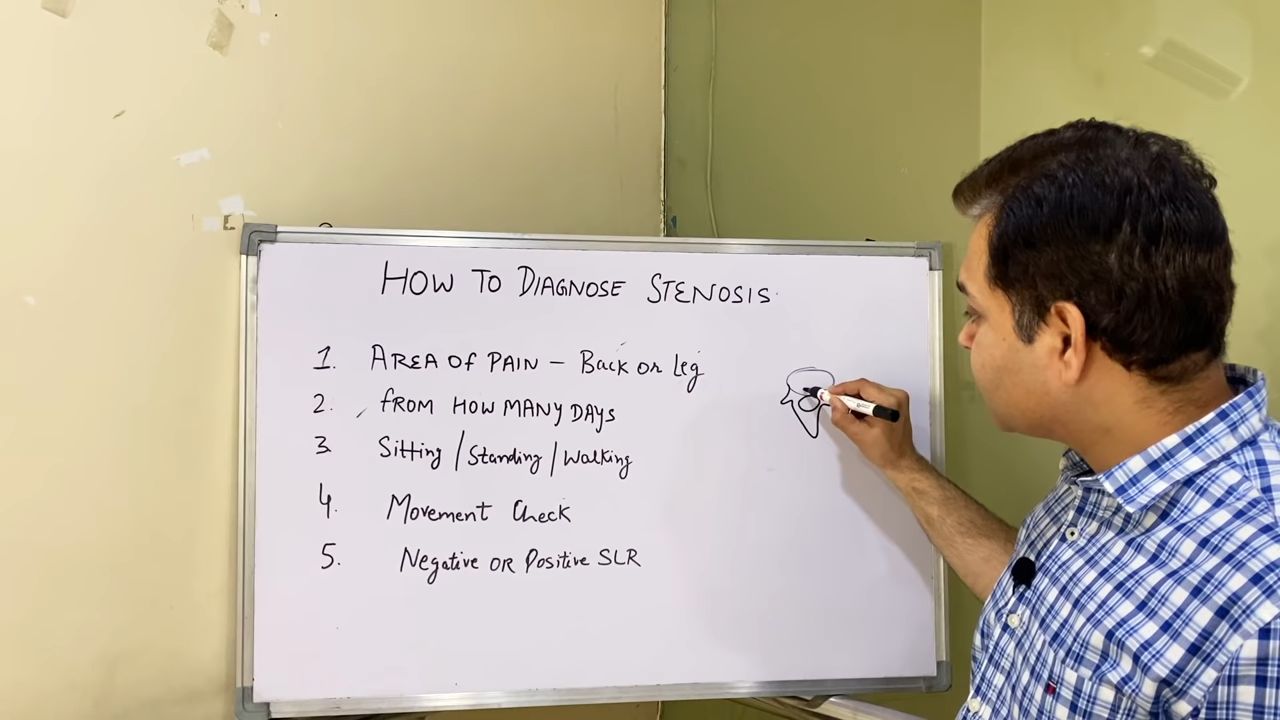 HOW TO DIAGNOSE STENOSIS.
1. AREA OF PAIN – Back or Leg
2. FROM HOW MANY DAYS
3 Sitting / Standing / Walking
4. Movement Check
5. Negative OR Positive SLR